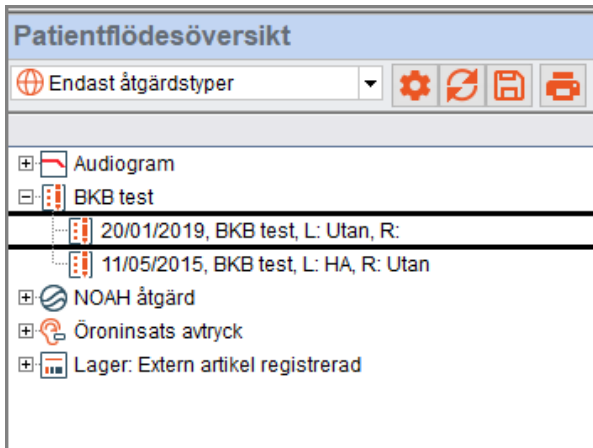 Patientflödesöversikt
Endast åtgärdstyper
Audiogram
BKB test
20/01/2019, BKB test, L: Utan, R:
11/05/2015, BKB test, L: HA, R: Utan
NOAH åtgärd
Öroninsats avtryck
Lager: Extern artikel registrerad